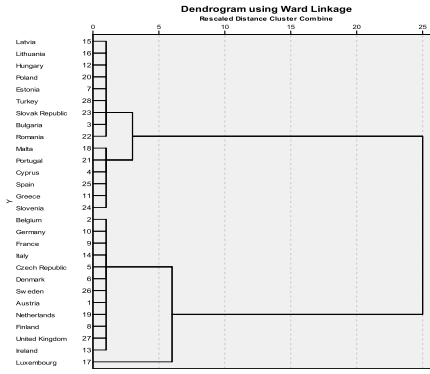 Dendrogram using Ward Linkage
Rescaled Distance Cluster Combine
0 5 10 15 20 25
Latvia 15
Lithuania 16
Hungary 12
Poland 20
Estonia 7
Turkey 28
Slovak Republic 23
Bulgaria 3
Romania 22
Malta 18
Portugal 21
Cyprus 4
Spain 25
Greece 11
Slovenia 24
Belgium 2
Germany 10
France 9
Italy 14
Czech Republic 5
Denmark 6
Sweden 26
Austria 1
Netherlands 19
Finland 8
United Kingdom 27
Ireland 13
Luxembourg 17
Y